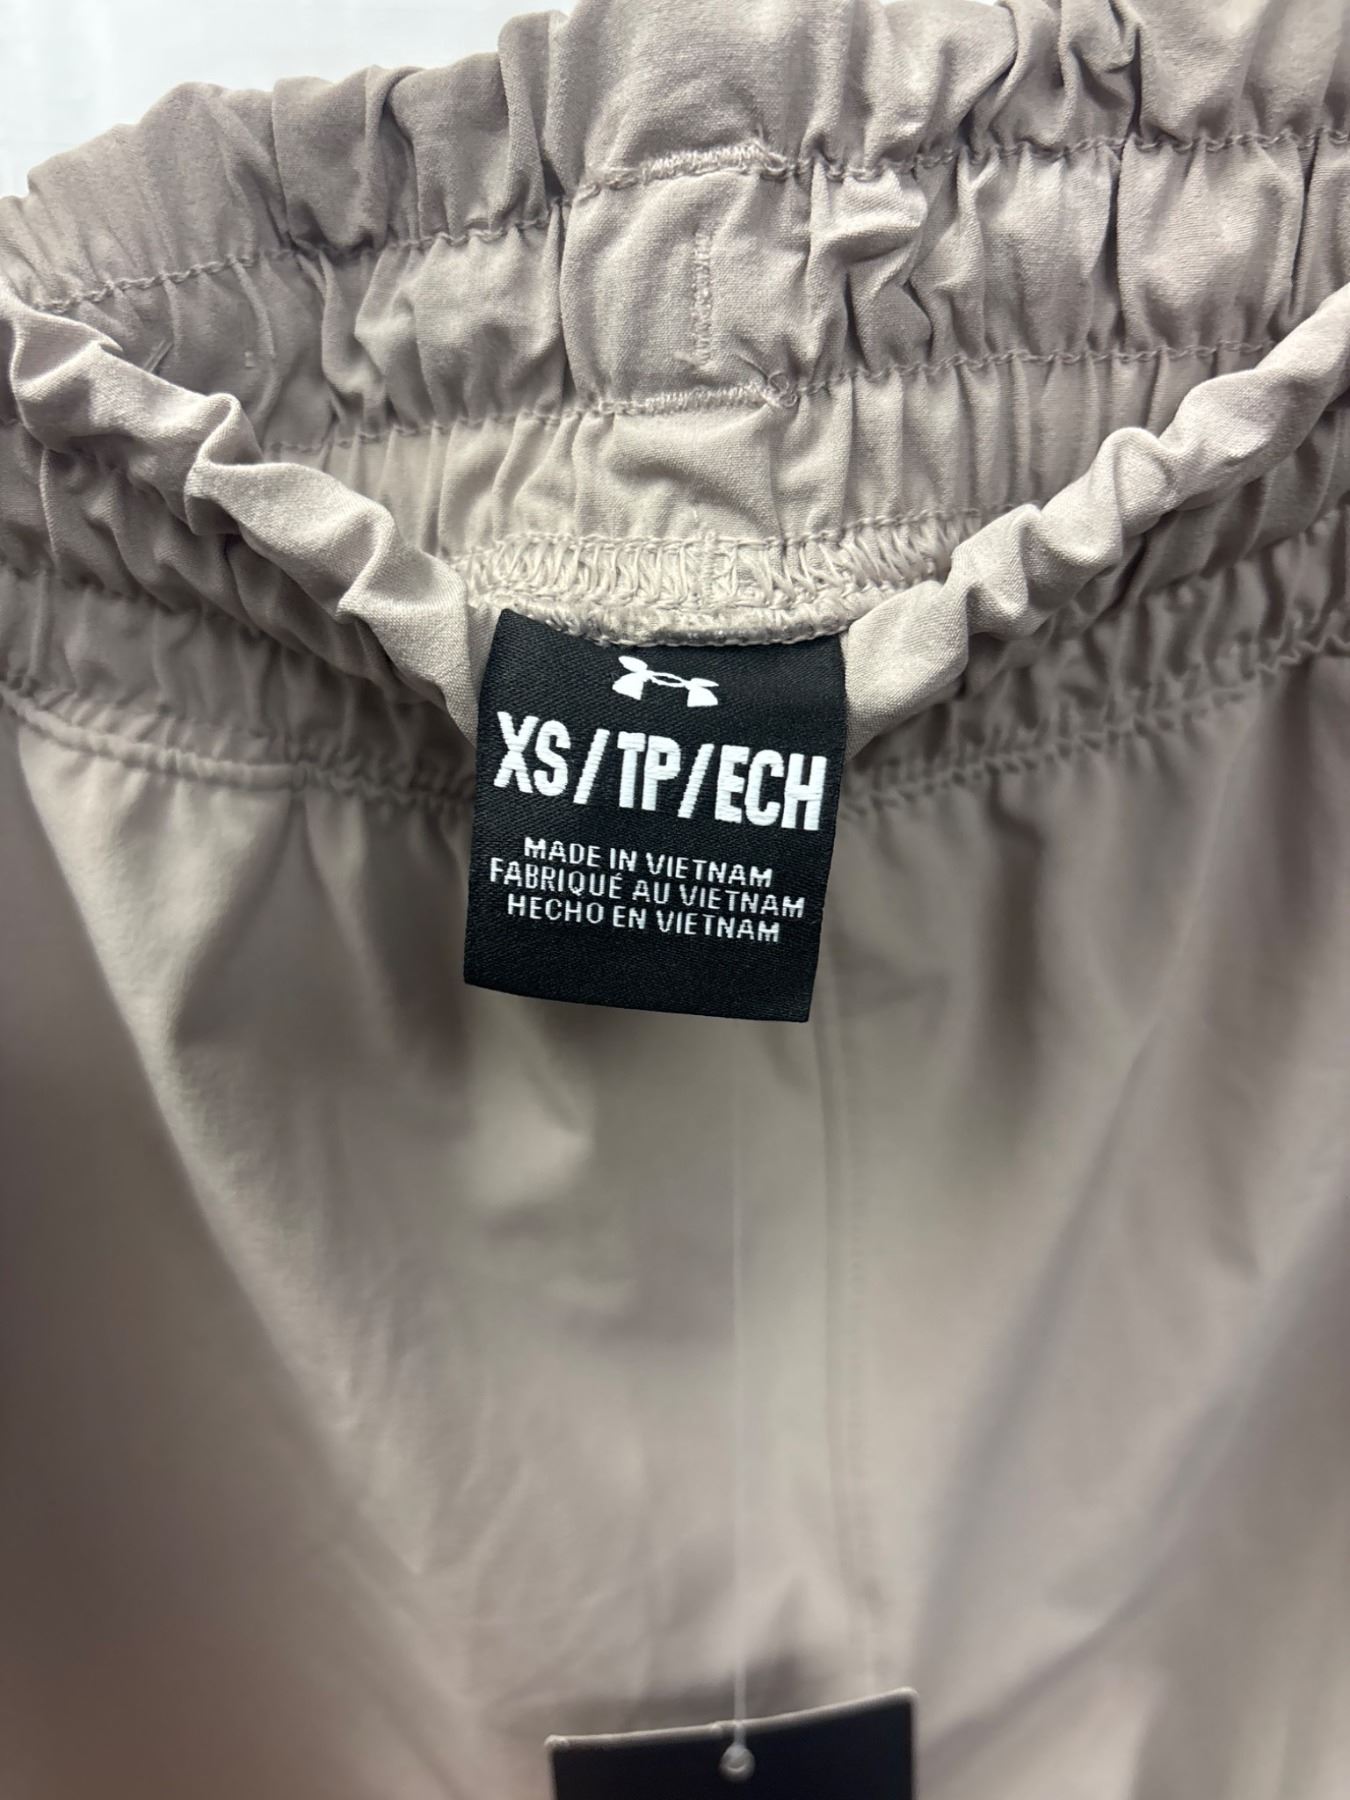 XS/TP/ECH
MADE IN VIETNAM
FABRIQUÉ AU VIETNAM
HECHO EN VIETNAM